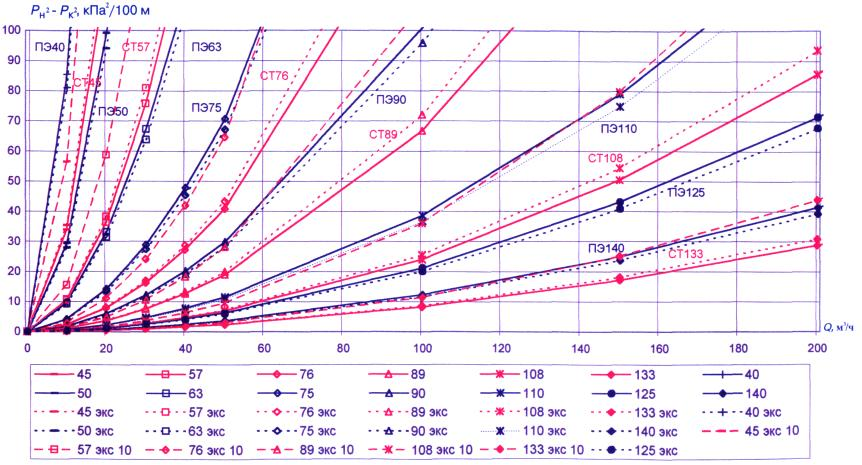 Pн² - Pк², кПа²/100 м
100
90
80
70
60
50
40
30
20
10
0
ПЭ40
СТ45
ПЭ50
СТ57
ПЭ63
ПЭ75
СТ76
ПЭ90
СТ89
ПЭ110
СТ108
ПЭ125
ПЭ140
СТ133
0 20 40 60 80 100 120 140 160 180 200
Q, м³/ч
45 57 76 89 108 133 40
50 63 75 90 110 125 140
45 экс 57 экс 76 экс 89 экс 108 экс 133 экс 40 экс
50 экс 63 экс 75 экс 90 экс 110 экс 140 экс 45 экс 10
57 экс 10 76 экс 10 89 экс 10 108 экс 10 133 экс 10 125 экс